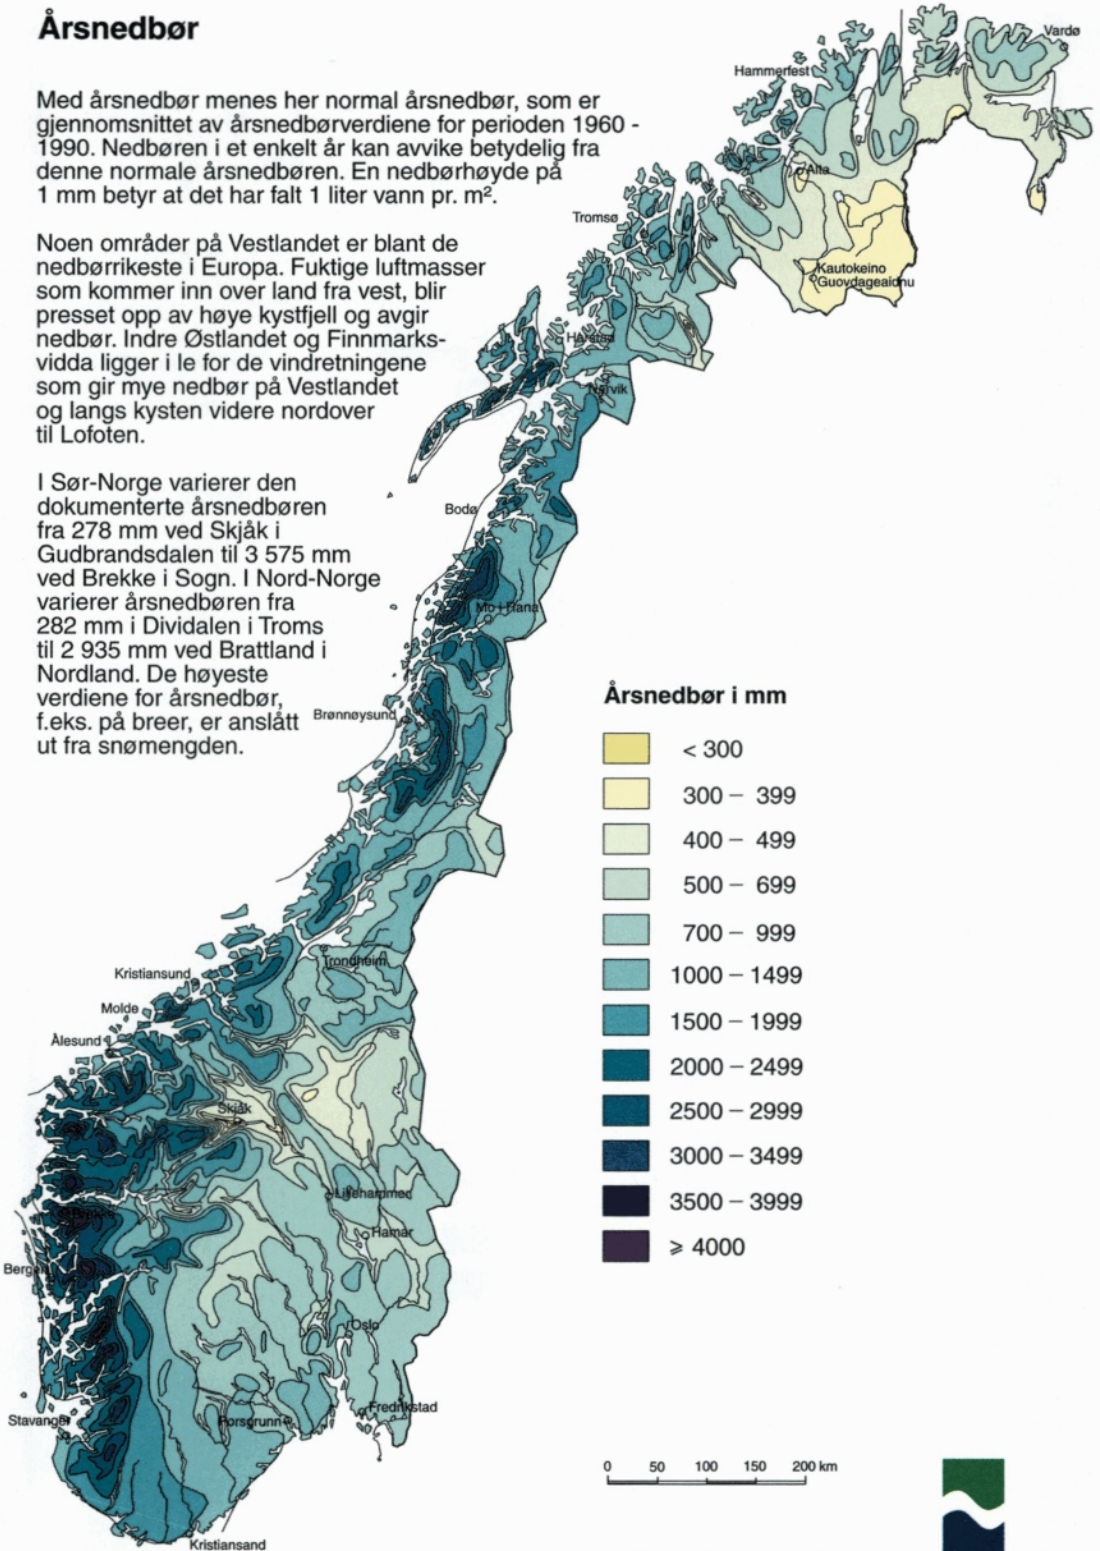 Årsnedbør
Med årsnedbør menes her normal årsnedbør, som er
gjennomsnittet av årsnedbørverdiene for perioden 1960 -
1990. Nedbøren i et enkelt år kan avvike betydelig fra
denne normale årsnedbøren. En nedbørhøyde på
1 mm betyr at det har falt 1 liter vann pr. m².
Noen områder på Vestlandet er blant de
nedbørrikeste i Europa. Fuktige luftmasser
som kommer inn over land fra vest, blir
presset opp av høye kystfjell og avgir
nedbør. Indre Østlandet og Finnmarks-
vidda ligger i le for de vindretningene
som gir mye nedbør på Vestlandet
og langs kysten videre nordover
til Lofoten.
I Sør-Norge varierer den
dokumenterte årsnedbøren
fra 278 mm ved Skjåk i
Gudbrandsdalen til 3 575 mm
ved Brekke i Sogn. I Nord-Norge
varierer årsnedbøren fra
282 mm i Dividalen i Troms
til 2 935 mm ved Brattland i
Nordland. De høyeste
verdiene for årsnedbør,
f.eks. på breer, er anslått
ut fra snømengden.
Vardø
Hammerfest
Alta
Tromsø
Kautokeino
Guovdageaidnu
Harstad
Narvik
Bodø
Mo i Rana
Brønnøysund
Trondheim
Kristiansund
Molde
Ålesund
Skjåk
Lillehammer
Brekke
Hamar
Bergen
Oslo
Fredrikstad
Stavanger
Porsgrunn
Kristiansand
Årsnedbør i mm
< 300
300 – 399
400 – 499
500 – 699
700 – 999
1000 – 1499
1500 – 1999
2000 – 2499
2500 – 2999
3000 – 3499
3500 – 3999
⩾ 4000
0 50 100 150 200 km